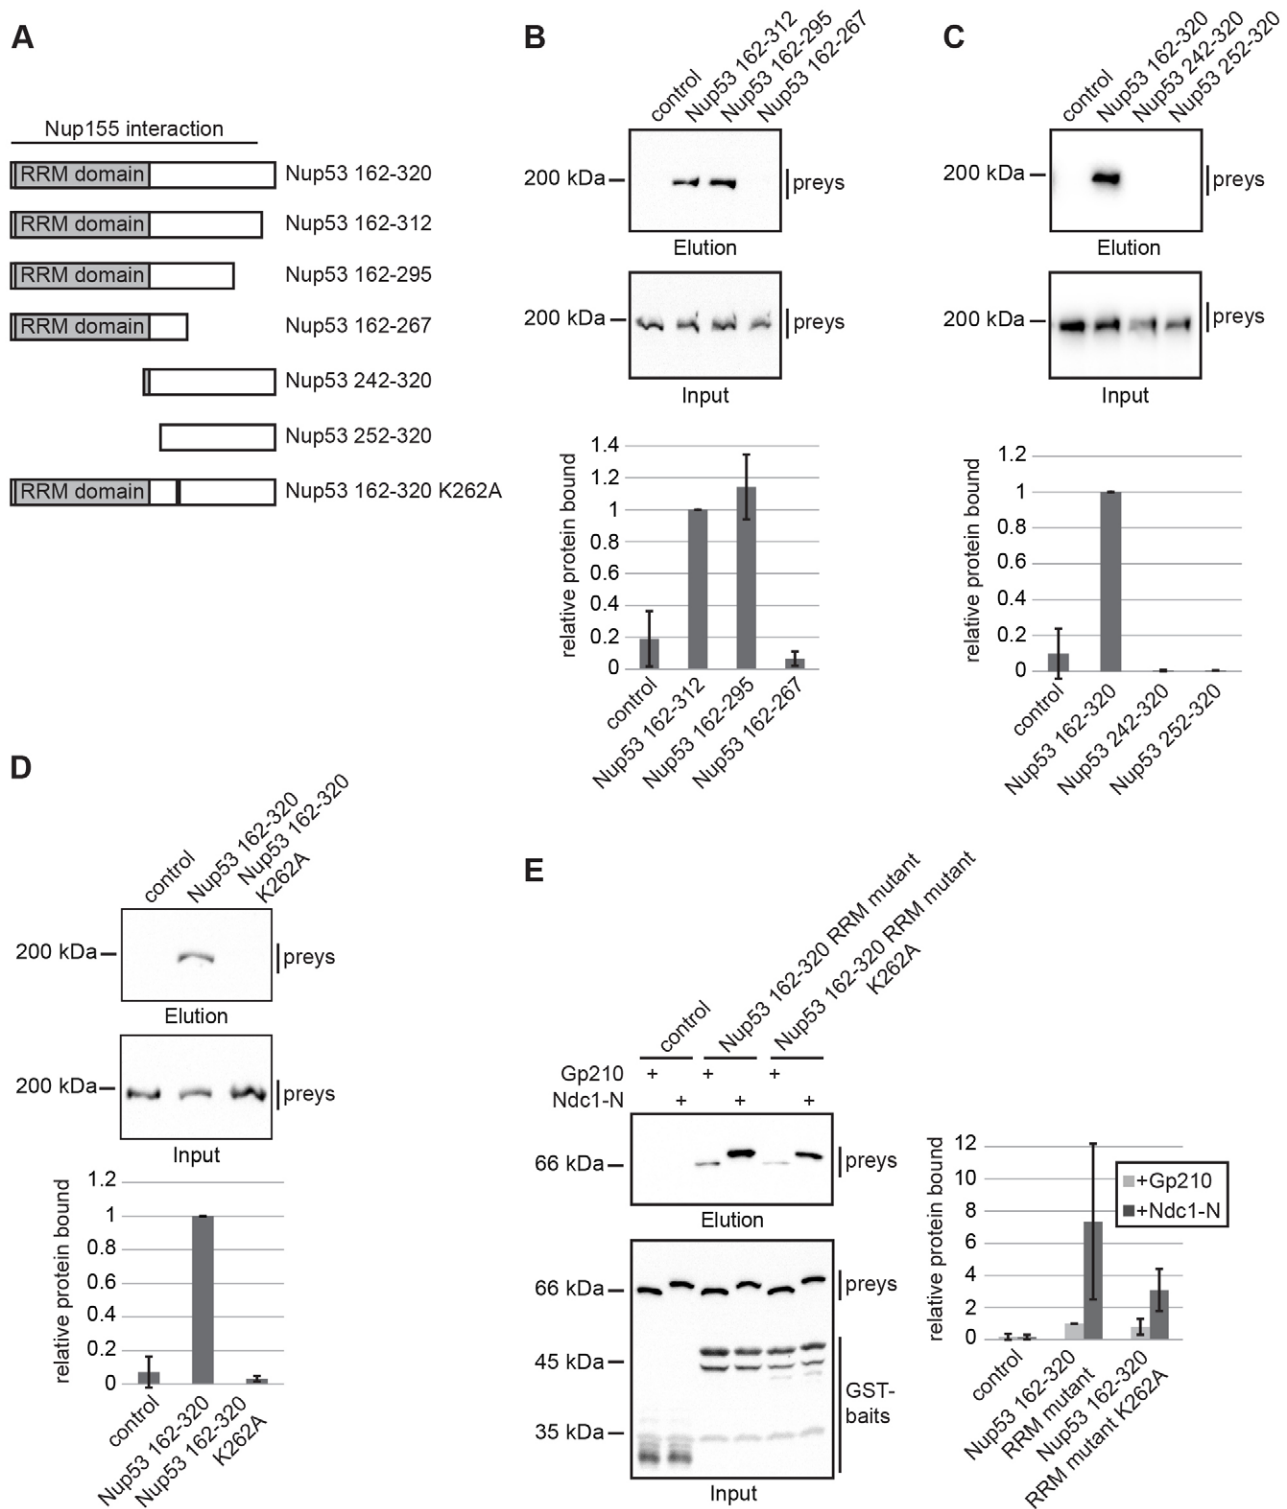 A
Nup155 interaction
RRM domain Nup53 162-320
RRM domain Nup53 162-312
RRM domain Nup53 162-295
RRM domain Nup53 162-267
Nup53 242-320
Nup53 252-320
RRM domain Nup53 162-320 K262A
B
control
Nup53 162-312
Nup53 162-295
Nup53 162-267
200 kDa
preys
Elution
200 kDa
preys
Input
relative protein bound
1.4
1.2
1
0.8
0.6
0.4
0.2
0
control
Nup53 162-312
Nup53 162-295
Nup53 162-267
C
control
Nup53 162-320
Nup53 242-320
Nup53 252-320
200 kDa
preys
Elution
200 kDa
preys
Input
relative protein bound
1.2
1
0.8
0.6
0.4
0.2
0
control
Nup53 162-320
Nup53 242-320
Nup53 252-320
D
control
Nup53 162-320
Nup53 162-320
K262A
200 kDa
preys
Elution
200 kDa
preys
Input
relative protein bound
1.2
1
0.8
0.6
0.4
0.2
0
control
Nup53 162-320
Nup53 162-320
K262A
E
control
Nup53 162-320 RRM mutant
Nup53 162-320 RRM mutant
K262A
Gp210 + + +
Ndc1-N + + +
66 kDa
preys
Elution
66 kDa
preys
45 kDa
GST-
baits
35 kDa
Input
relative protein bound
12
10
8
6
4
2
0
+Gp210
+Ndc1-N
control
Nup53 162-320
RRM mutant
Nup53 162-320
RRM mutant K262A